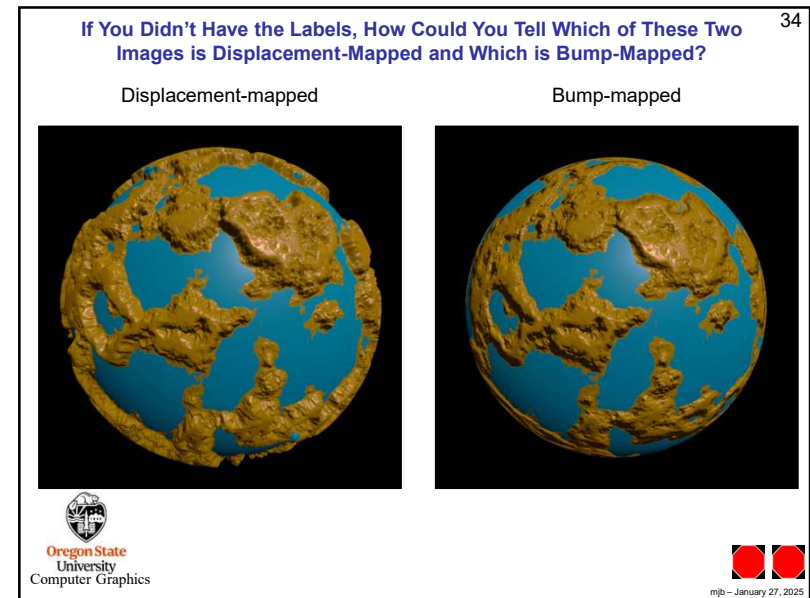 34
If You Didn't Have the Labels, How Could You Tell Which of These Two
Images is Displacement-Mapped and Which is Bump-Mapped?
Displacement-mapped
Bump-mapped
Oregon State
University
Computer Graphics
mjb – January 27, 2025